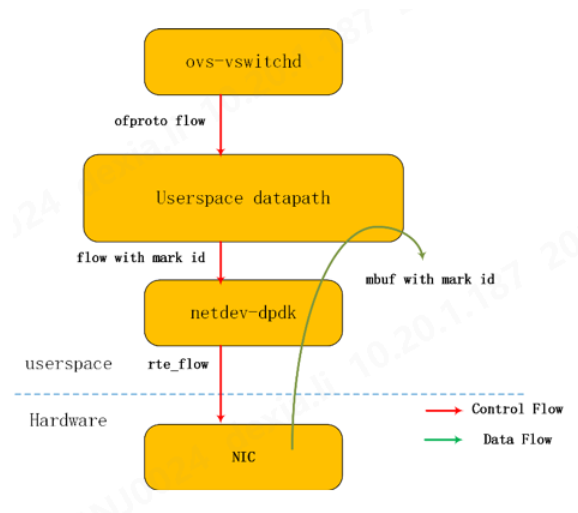 ovs-vswitchd
ofproto flow
Userspace datapath
flow with mark id
mbuf with mark id
netdev-dpdk
userspace
rte_flow
Hardware
Control Flow
NIC
Data Flow